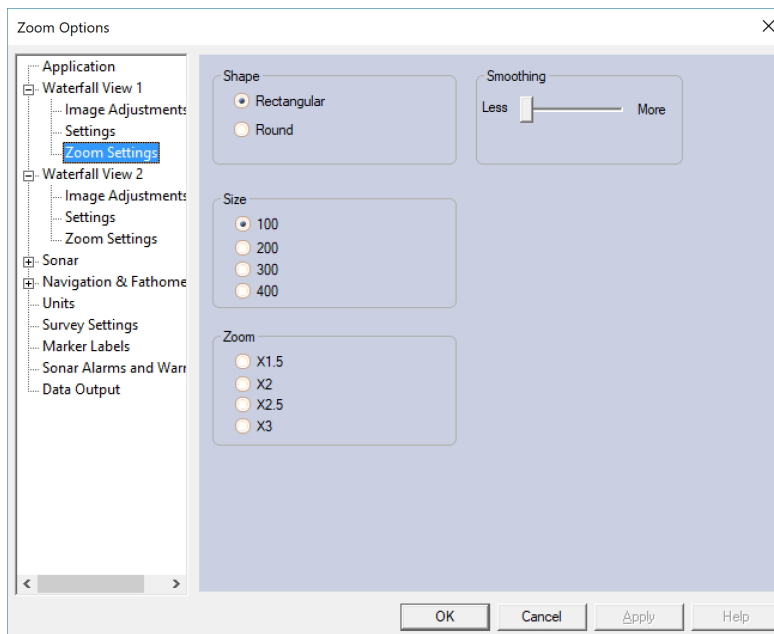 Zoom Options
Application
Waterfall View 1
Image Adjustments
Settings
Zoom Settings
Waterfall View 2
Image Adjustments
Settings
Zoom Settings
Sonar
Navigation & Fathome
Units
Survey Settings
Marker Labels
Sonar Alarms and Warr
Data Output
Shape
Rectangular
Round
Smoothing
Less More
Size
100
200
300
400
Zoom
X1.5
X2
X2.5
X3
OK Cancel Apply Help